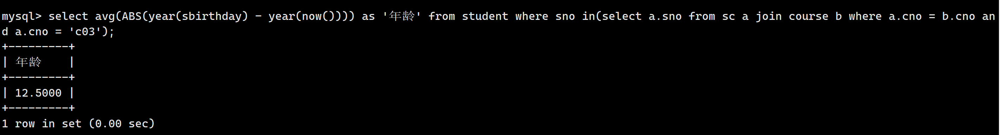 mysql> select avg(ABS(year(sbirthday) - year(now()))) as '年龄' from student where sno in(select a.sno from sc a join course b where a.cno = b.cno an
d a.cno = 'c03');
+---------+
| 年龄    |
+---------+
| 12.5000 |
+---------+
1 row in set (0.00 sec)